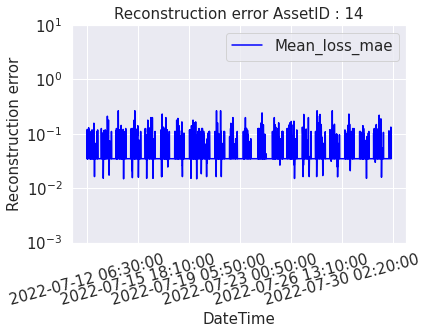 Reconstruction error AssetID : 14
Mean_loss_mae
Reconstruction error
10^1
10^0
10^-1
10^-2
10^-3
2022-07-12 06:30:00
2022-07-15 18:10:00
2022-07-19 05:50:00
2022-07-23 00:50:00
2022-07-26 13:10:00
2022-07-30 02:20:00
DateTime